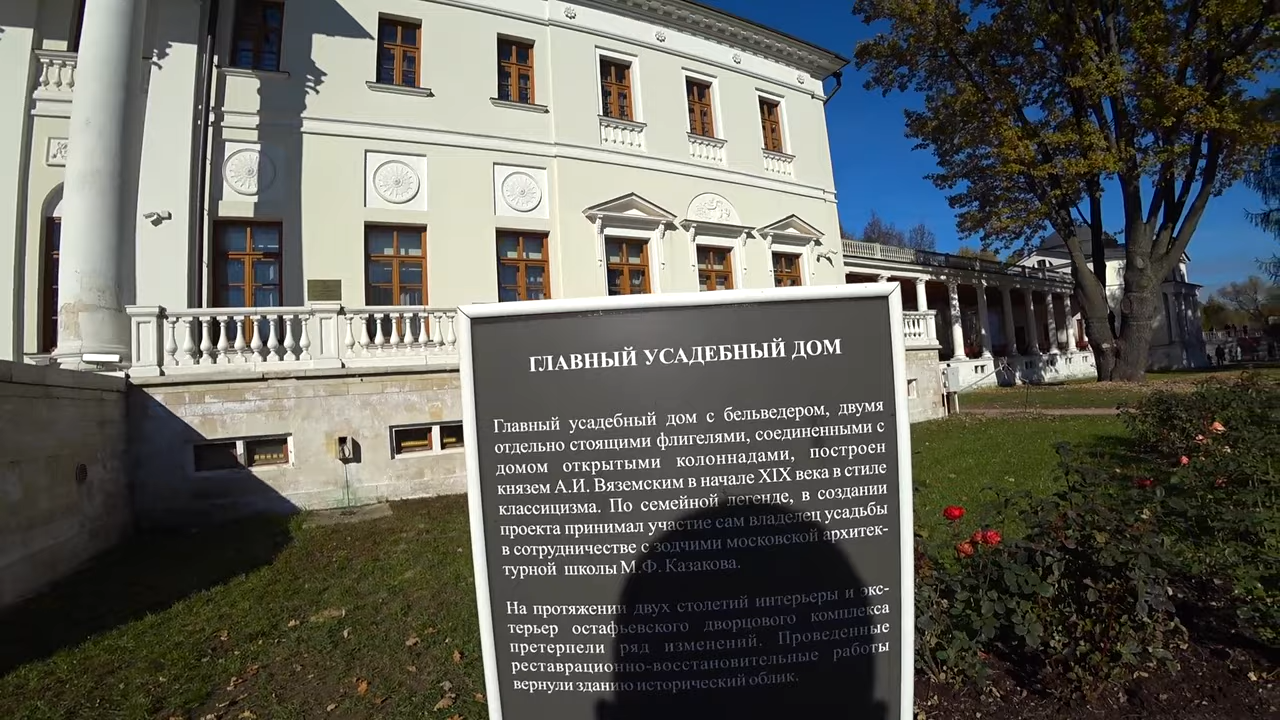 ГЛАВНЫЙ УСАДЕБНЫЙ ДОМ
Главный усадебный дом с бельведером, двумя
отдельно стоящими флигелями, соединенными с
домом открытыми колоннадами, построен
князем А.И. Вяземским в начале XIX века в стиле
классицизма. По семейной легенде, в создании
проекта принимал участие сам владелец усадьбы
в сотрудничестве с зодчими московской архитек-
турной школы М.Ф. Казакова.
На протяжении двух столетий интерьеры и экс-
терьер остафьевского дворцового комплекса
претерпели ряд изменений. Проведенные
реставрационно-восстановительные работы
вернули зданию исторический облик.